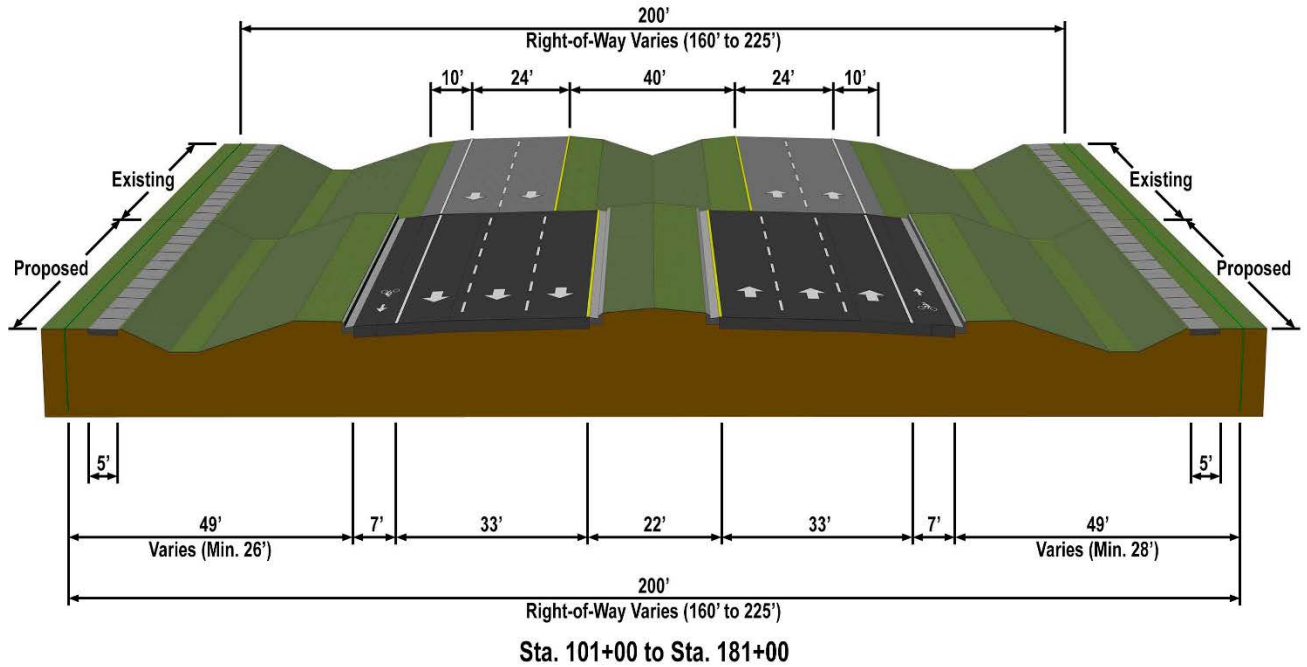 200’
Right-of-Way Varies (160’ to 225’)
10’ 24’ 40’ 24’ 10’
Existing Existing
Proposed Proposed
5’ 5’
49’ 7’ 33’ 22’ 33’ 7’ 49’
Varies (Min. 26’) Varies (Min. 28’)
200’
Right-of-Way Varies (160’ to 225’)
Sta. 101+00 to Sta. 181+00